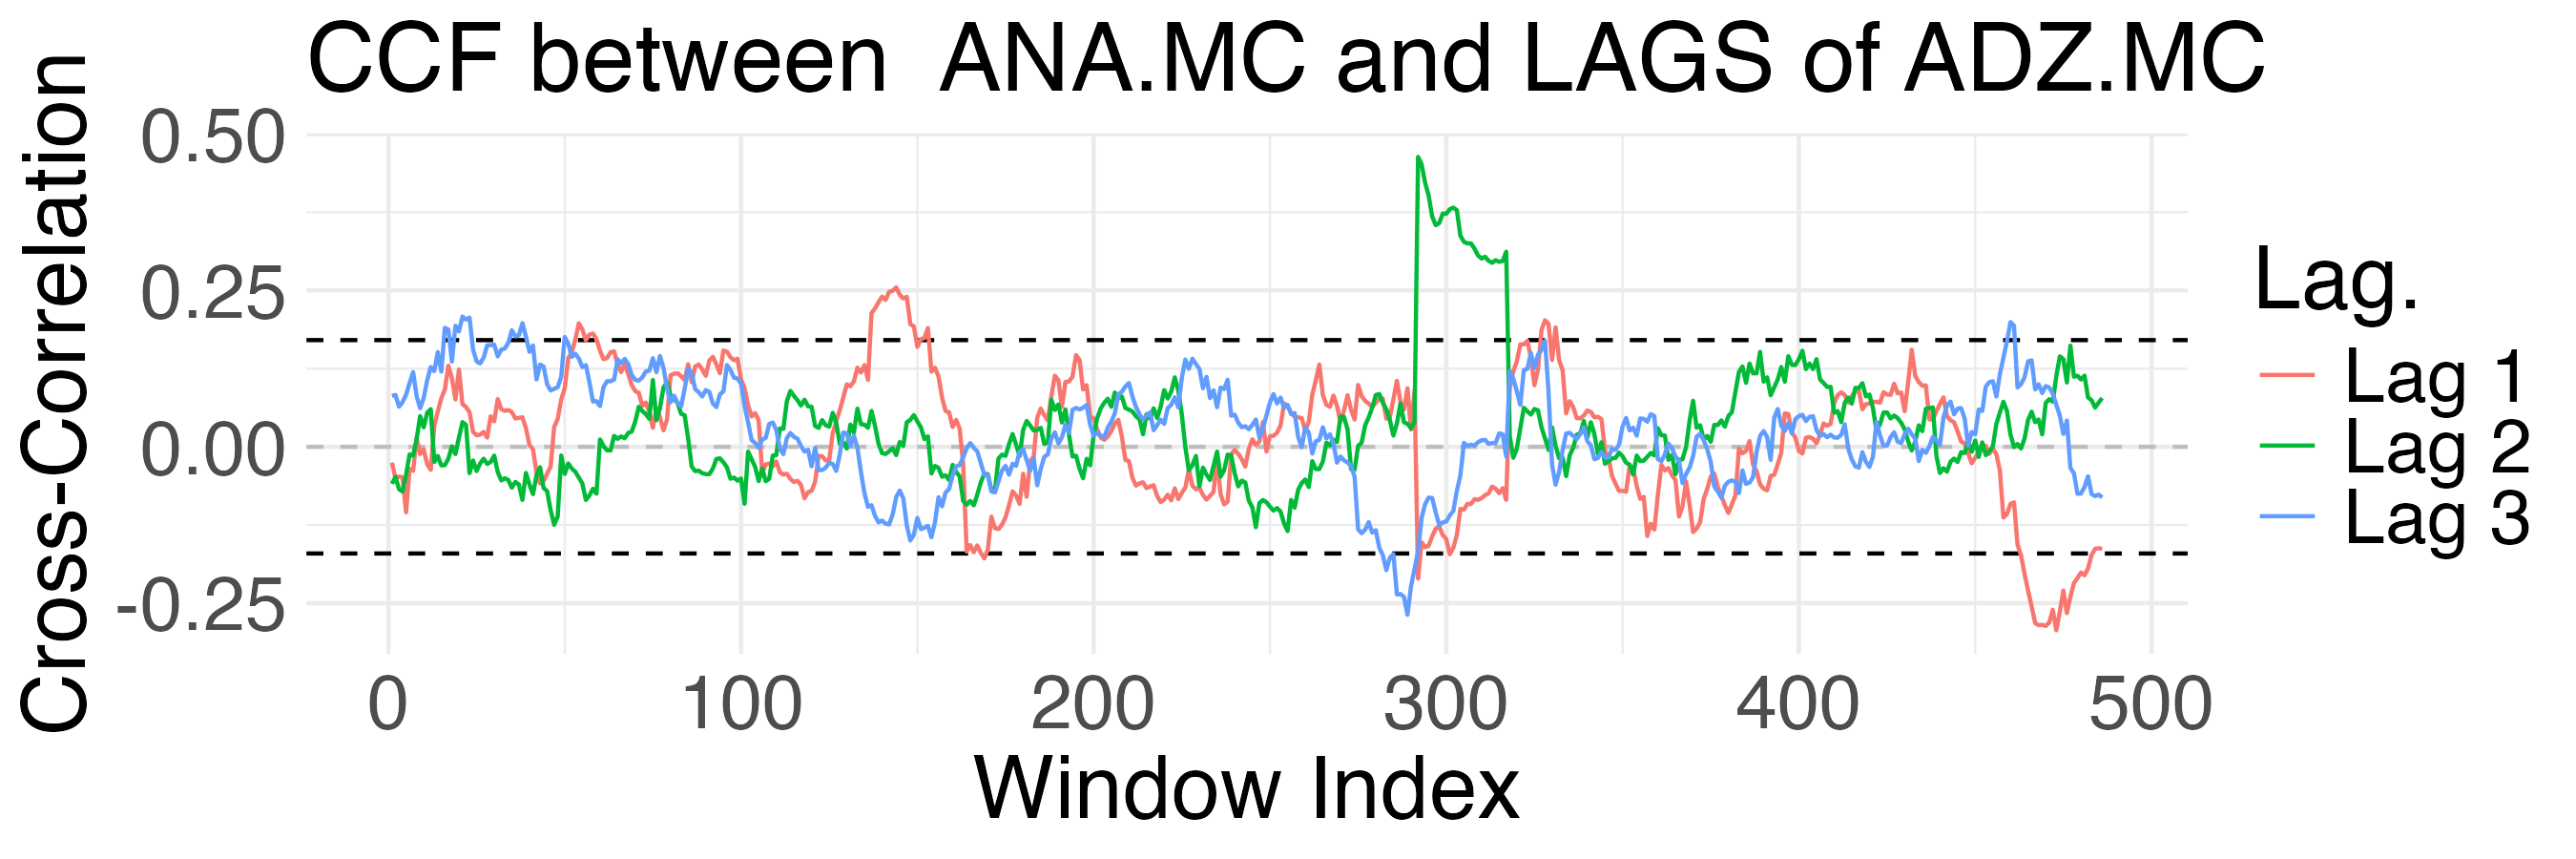 CCF between  ANA.MC and LAGS of ADZ.MC
Cross-Correlation
0.50
0.25
0.00
-0.25
0
100
200
300
400
500
Window Index
Lag.
Lag 1
Lag 2
Lag 3